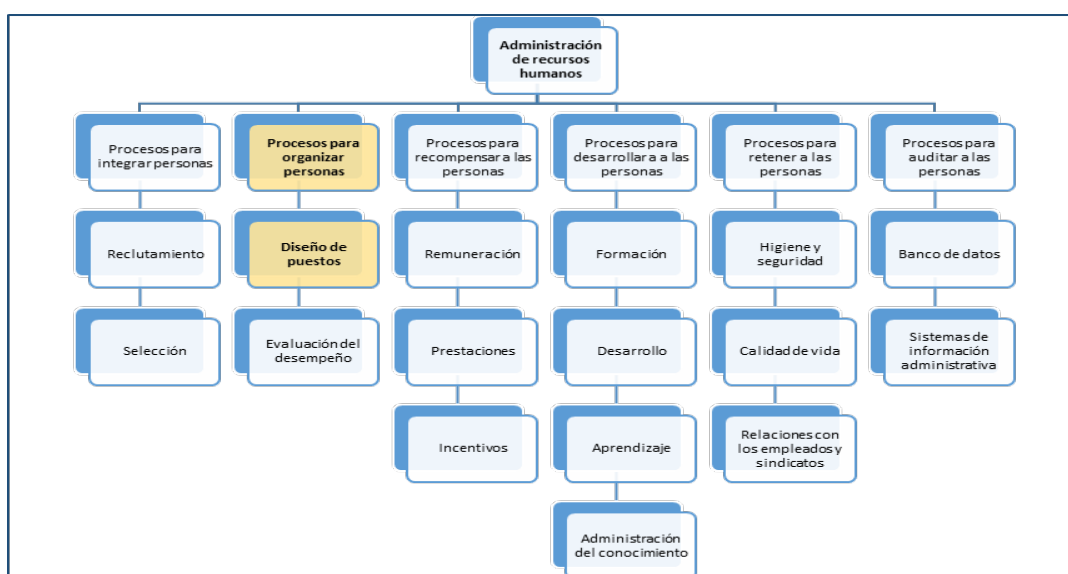 Administración
de recursos
humanos
Procesos para
integrar personas
Procesos para
organizar
personas
Procesos para
recompensar a las
personas
Procesos para
desarrollar a a las
personas
Procesos para
retener a las
personas
Procesos para
auditar a las
personas
Reclutamiento
Diseño de
puestos
Remuneración
Formación
Higiene y
seguridad
Banco de datos
Selección
Evaluación del
desempeño
Prestaciones
Desarrollo
Calidad de vida
Sistemas de
información
administrativa
Incentivos
Aprendizaje
Relaciones con
los empleados y
sindicatos
Administración
del conocimiento